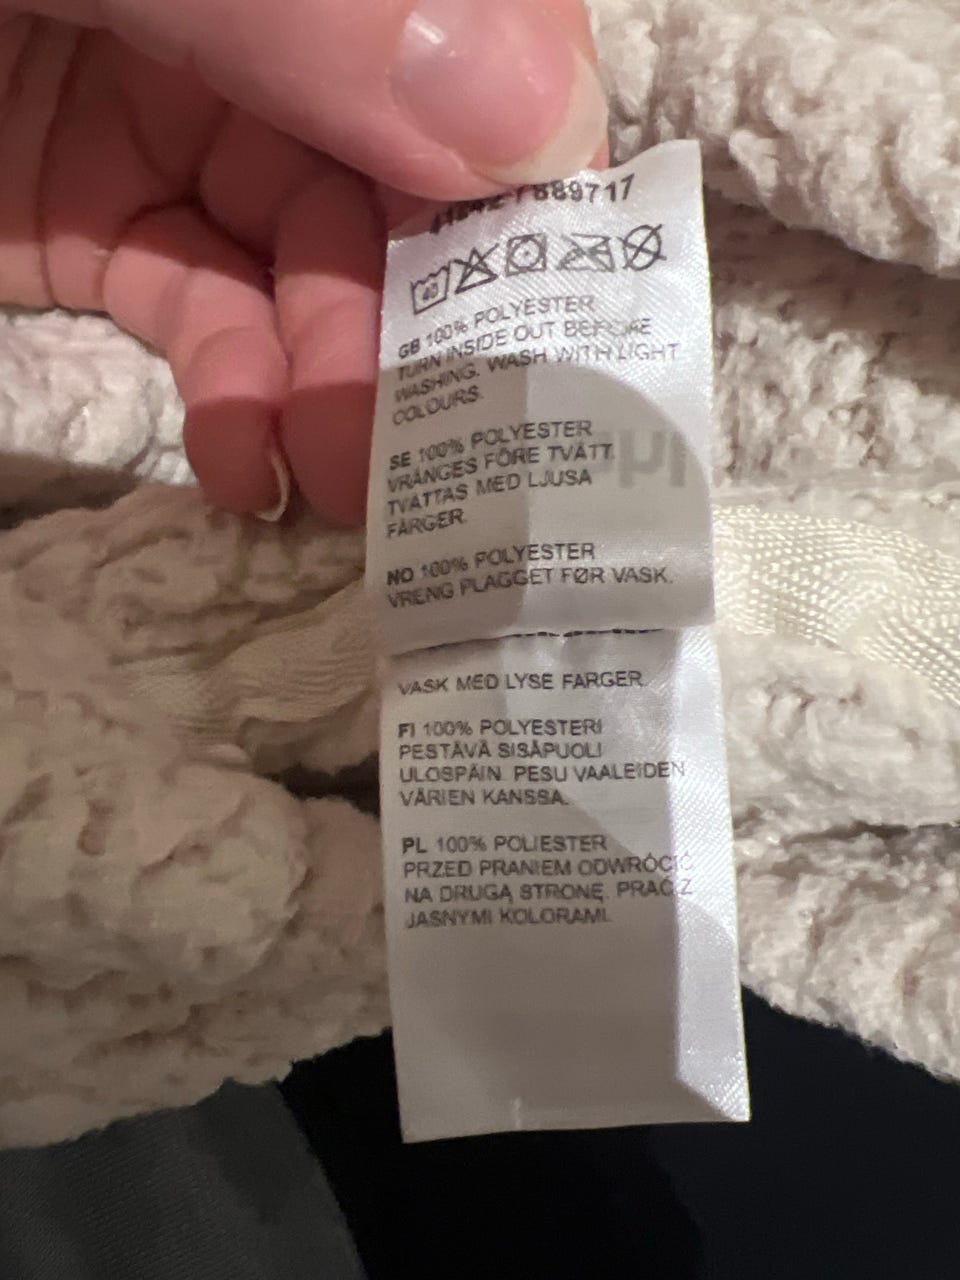 889717
40
GB 100% POLYESTER
TURN INSIDE OUT BEFORE
WASHING. WASH WITH LIGHT
COLOURS.
SE 100% POLYESTER
VRÄNGES FÖRE TVÄTT.
TVÄTTAS MED LJUSA
FÄRGER.
NO 100% POLYESTER
VRENG PLAGGET FØR VASK.
VASK MED LYSE FARGER.
FI 100% POLYESTERI
PESTÄVÄ SISÄPUOLI
ULOSPÄIN. PESU VAALEIDEN
VÄRIEN KANSSA.
PL 100% POLIESTER
PRZED PRANIEM ODWRÓCIĆ
NA DRUGĄ STRONĘ. PRAĆ Z
JASNYMI KOLORAMI.